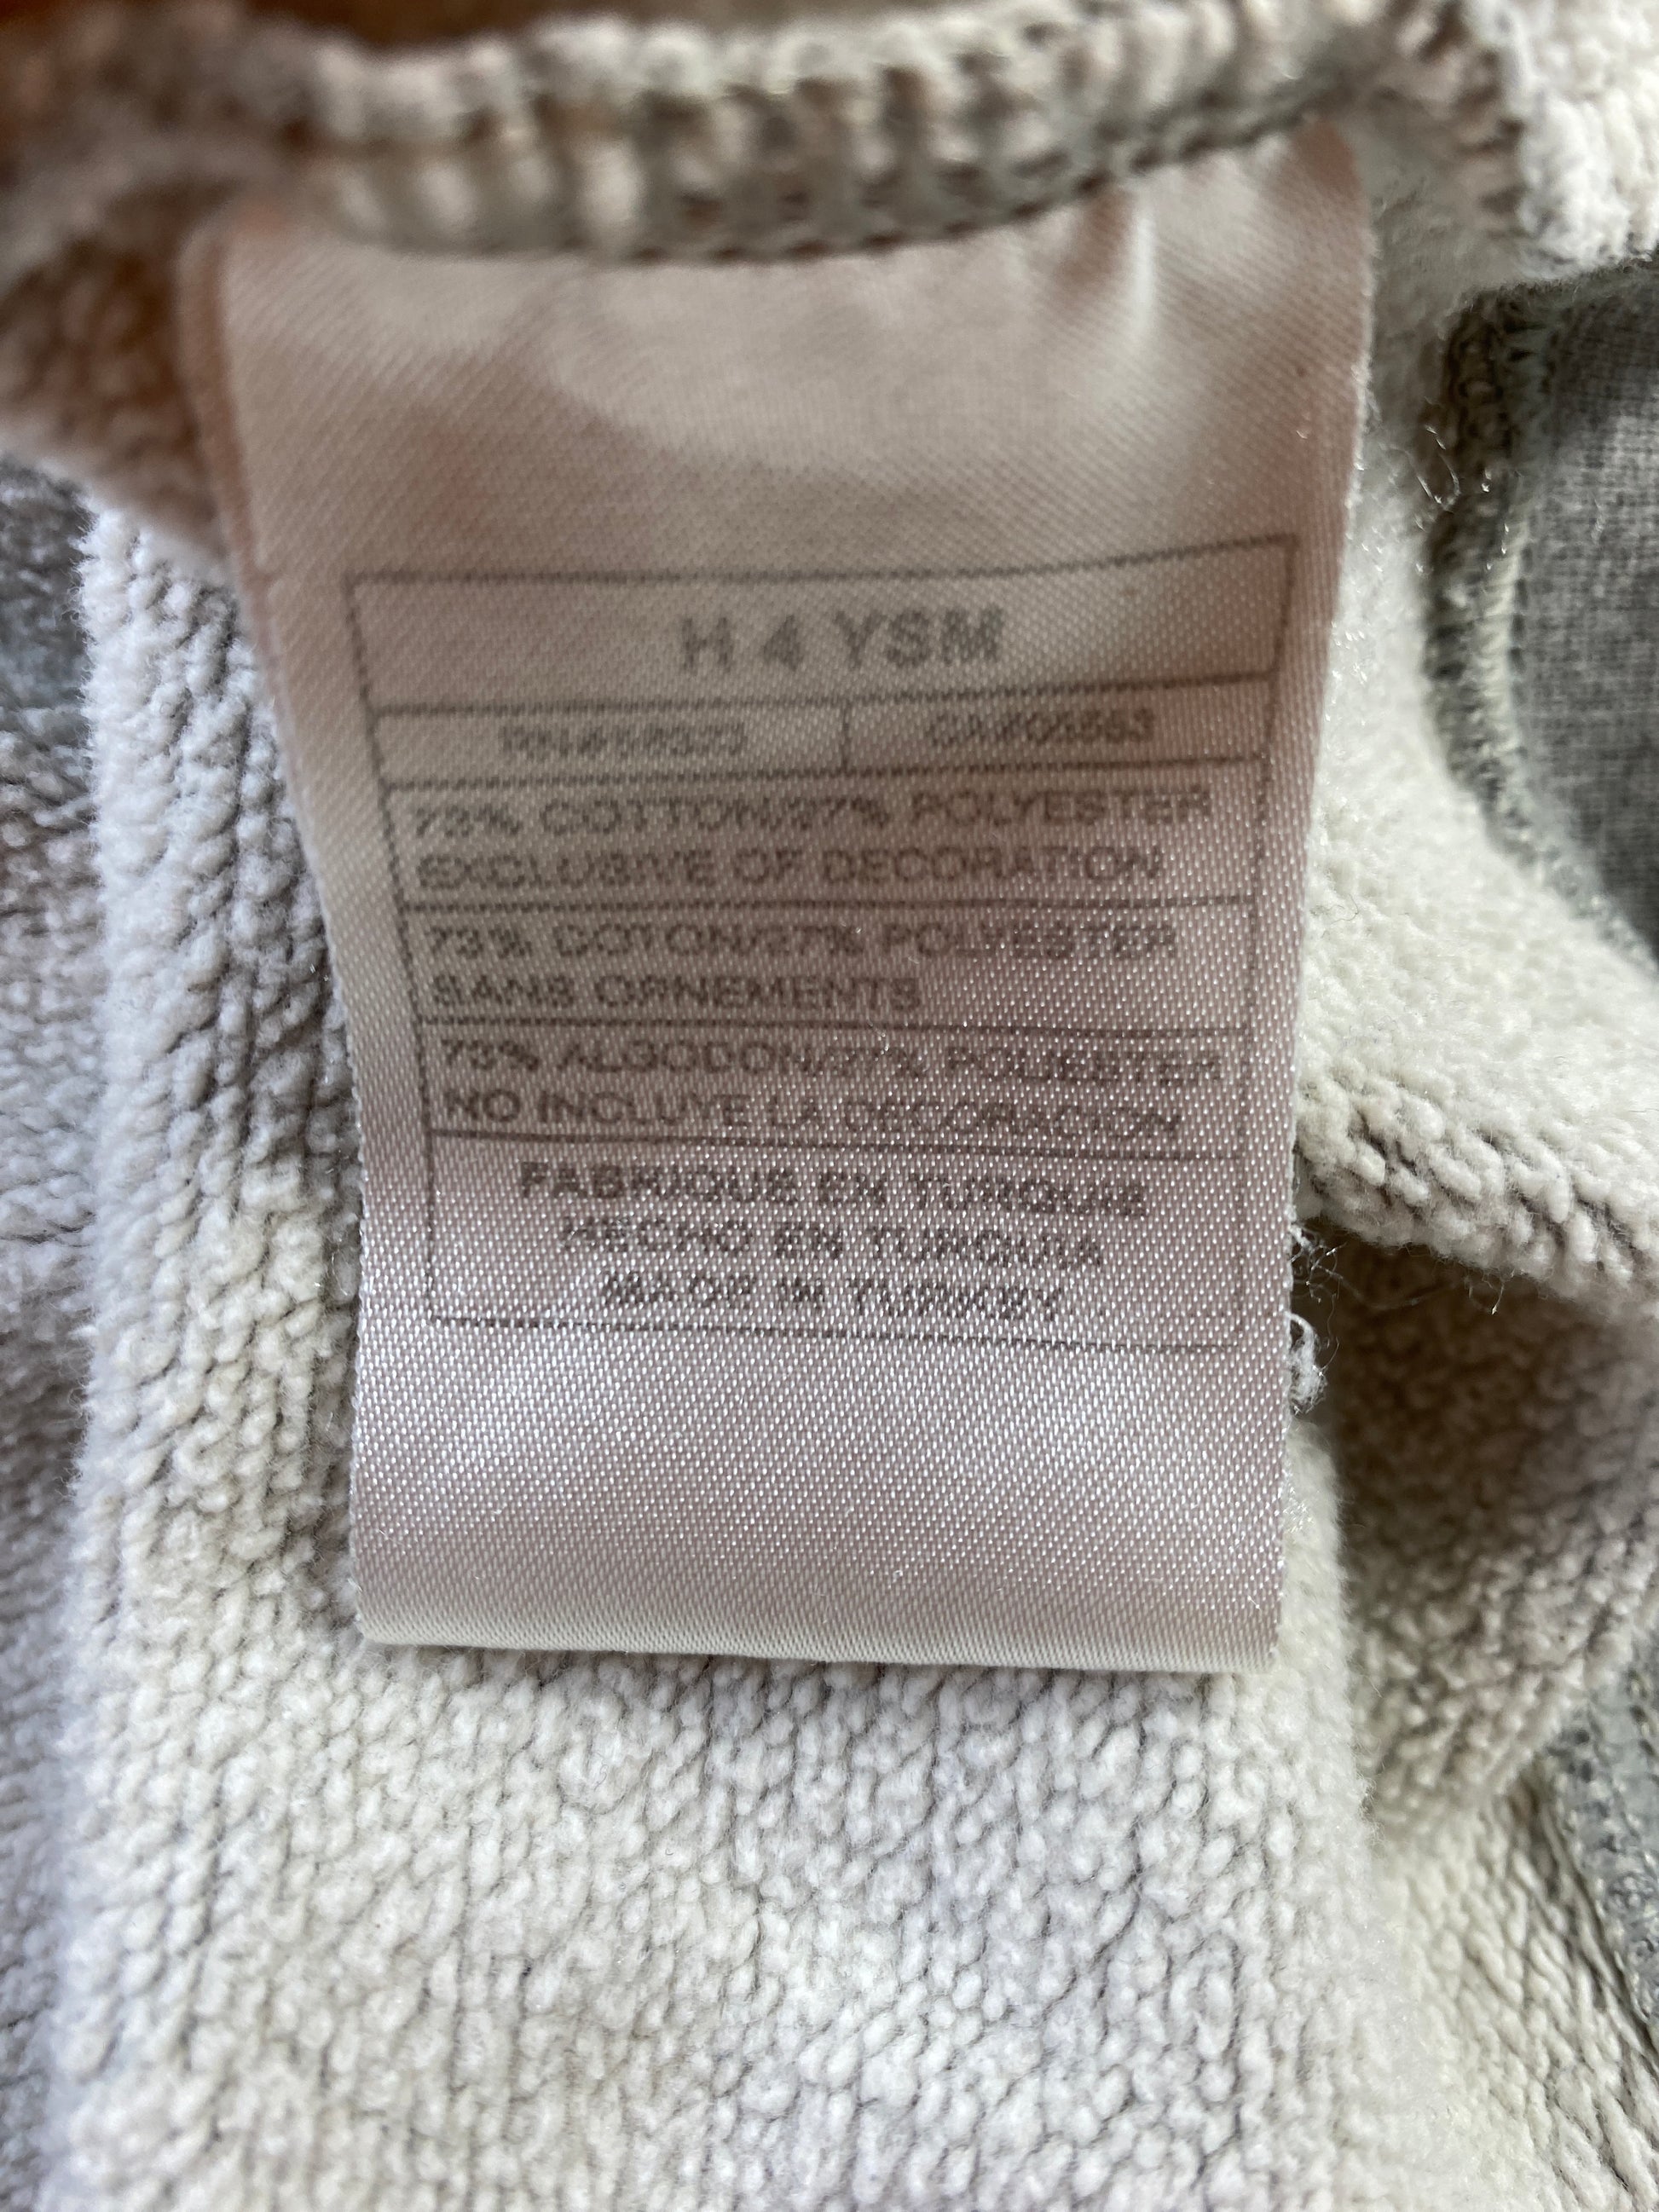 H 4 YSM
73% COTTON/27% POLYESTER
EXCLUSIVE OF DECORATION
73% COTON/27% POLYESTER
SANS ORNEMENTS
73% ALGODON/27% POLIESTER
NO INCLUYE LA DECORACION
FABRIQUE EN TURQUIE
HECHO EN TURQUIA
MADE IN TURKEY